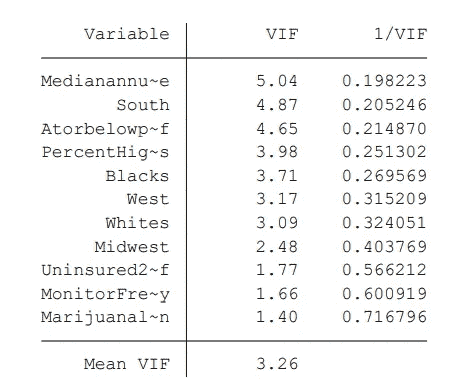 Variable VIF 1/VIF
Medianannu~e 5.04 0.198223
South 4.87 0.205246
Atorbelowp~f 4.65 0.214870
PercentHig~s 3.98 0.251302
Blacks 3.71 0.269569
West 3.17 0.315209
Whites 3.09 0.324051
Midwest 2.48 0.403769
Uninsured2~f 1.77 0.566212
MonitorFre~y 1.66 0.600919
Marijuanal~n 1.40 0.716796
Mean VIF 3.26